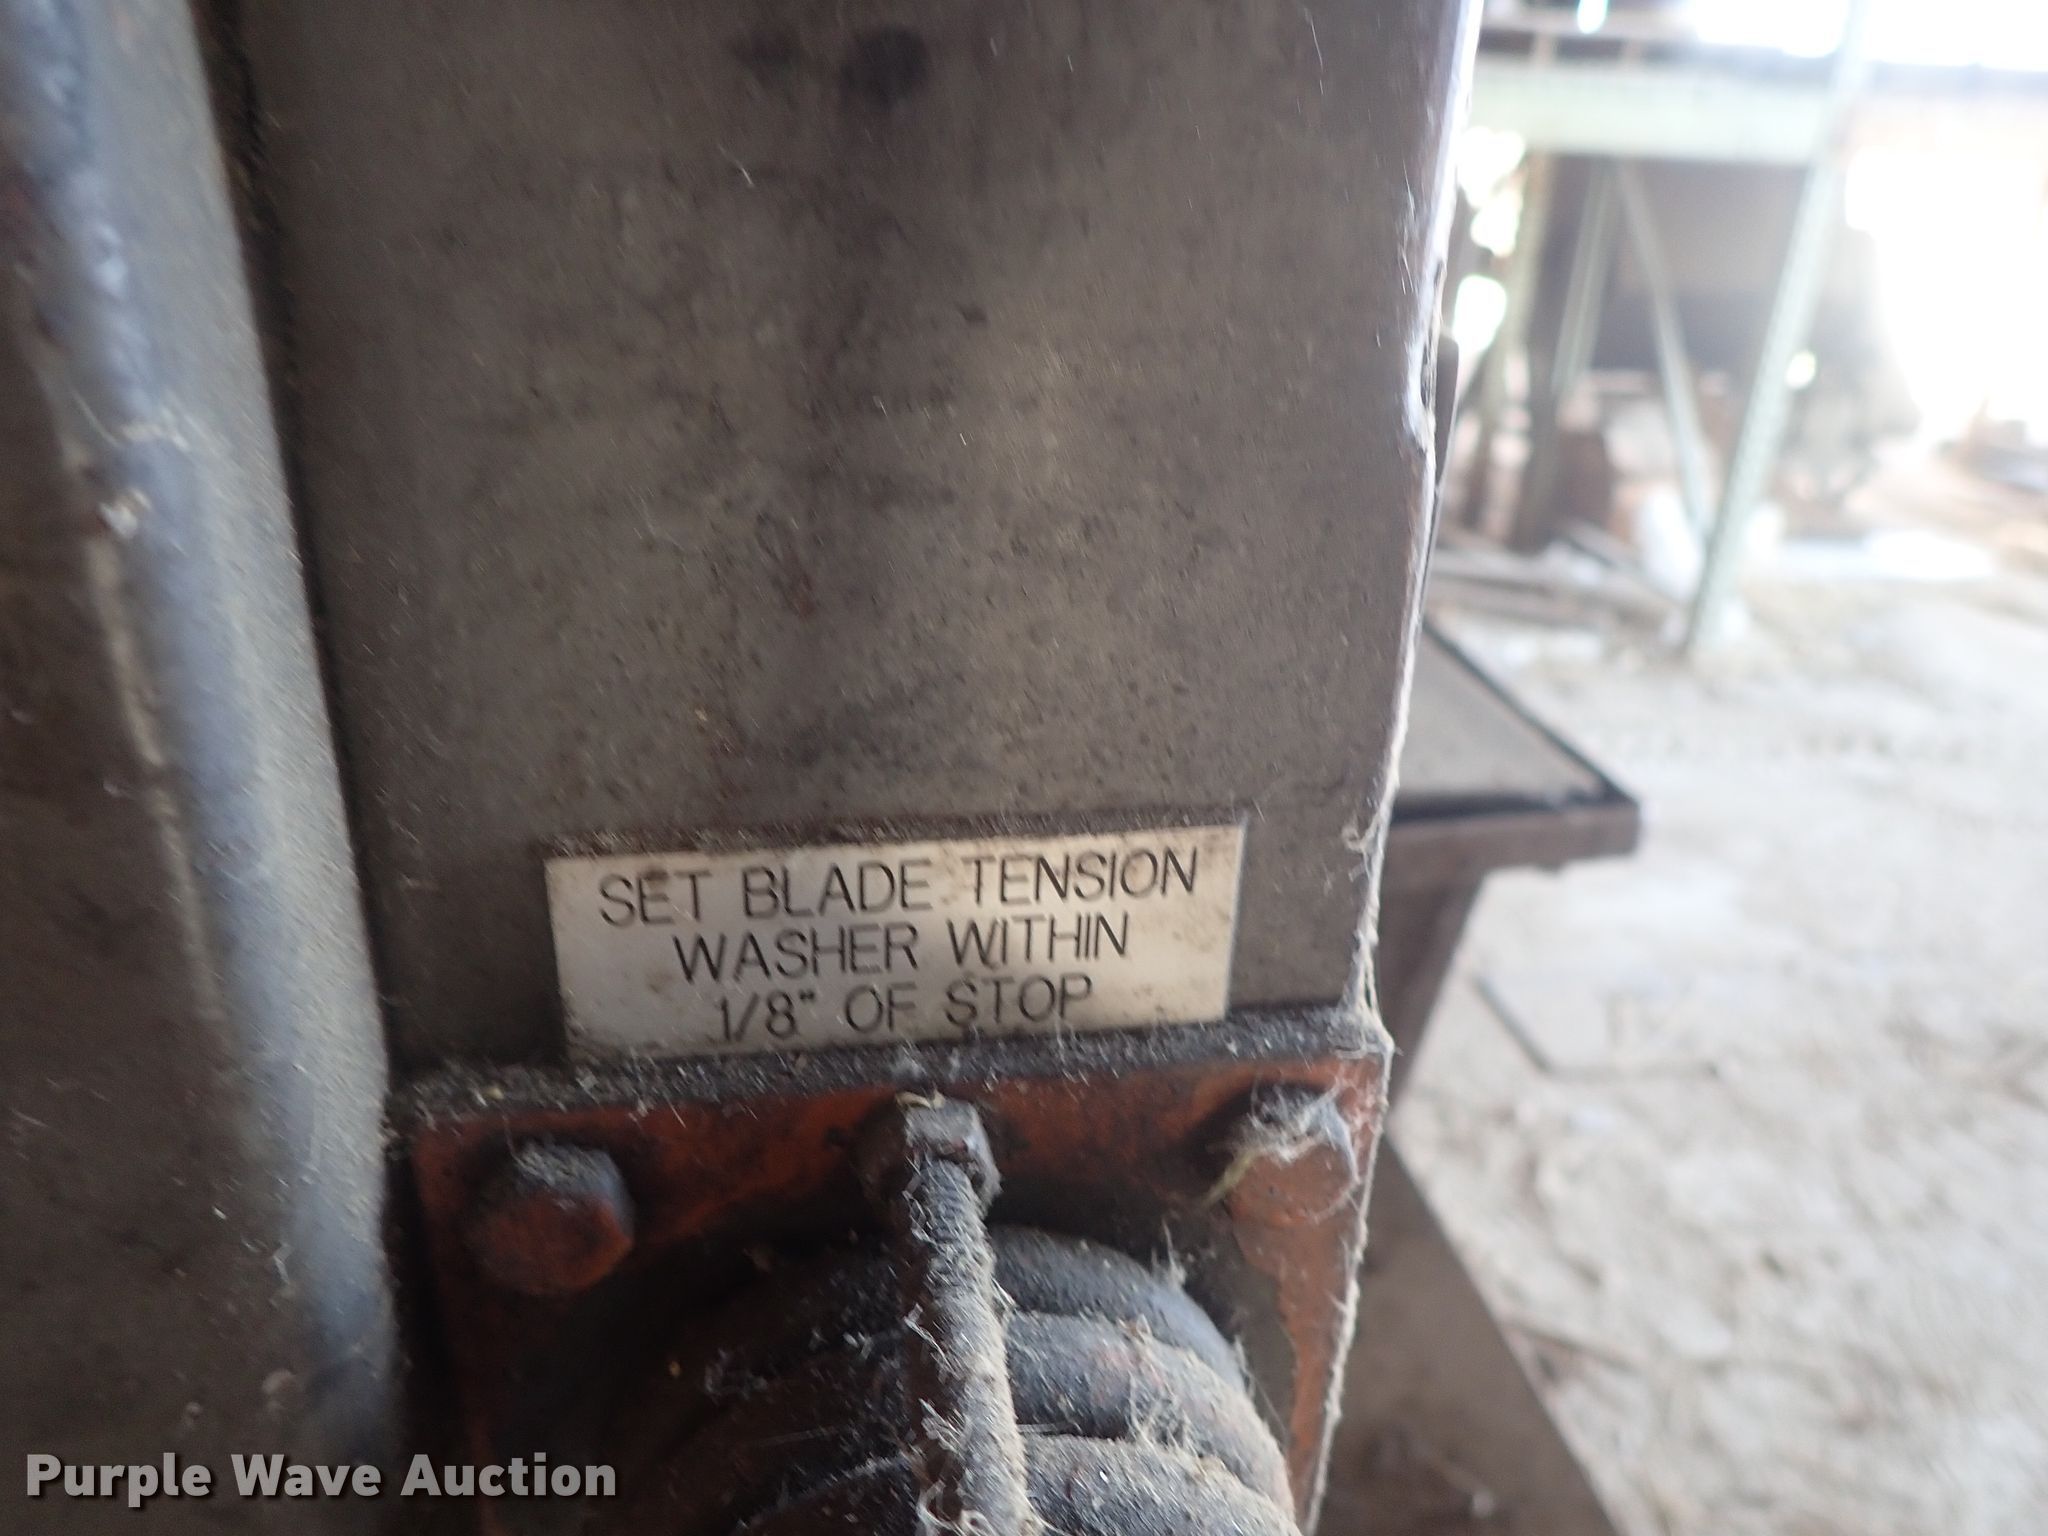 SET BLADE TENSION
WASHER WITHIN
1/8" OF STOP
Purple Wave Auction